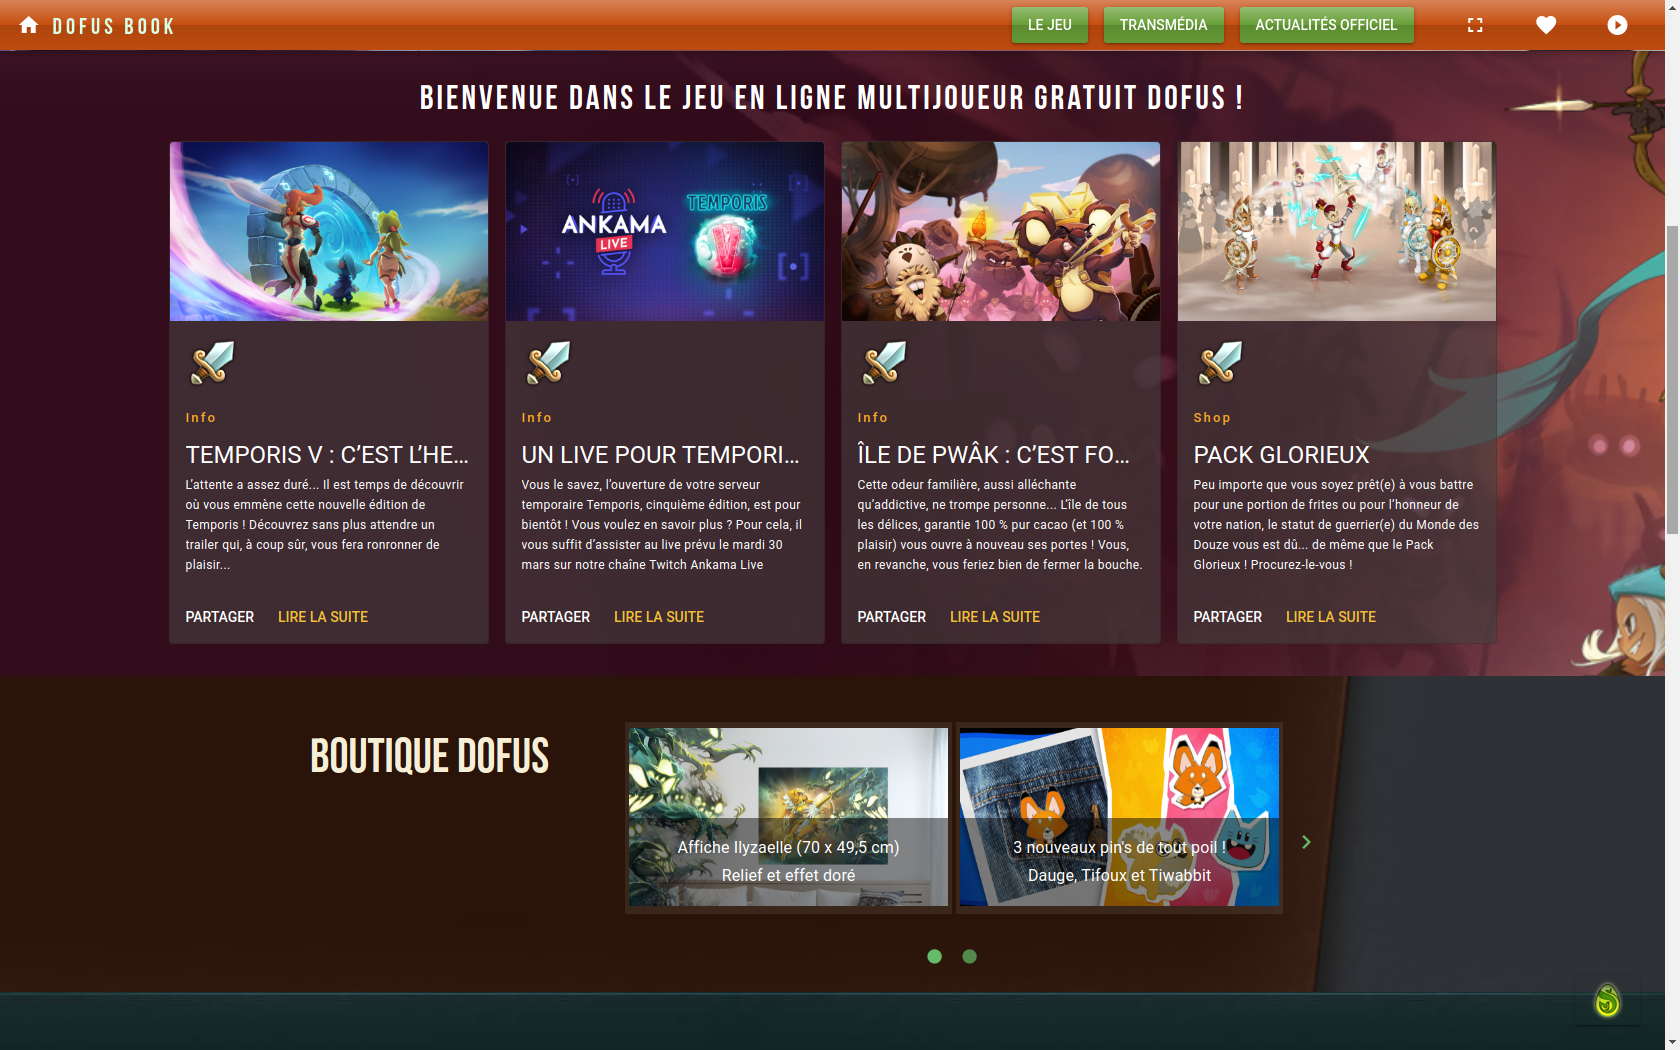 DOFUS BOOK
LE JEU
TRANSMÉDIA
ACTUALITÉS OFFICIEL
BIENVENUE DANS LE JEU EN LIGNE MULTIJOUEUR GRATUIT DOFUS !
ANKAMA
LIVE
TEMPORIS
V
Info
TEMPORIS V : C’EST L’HE...
L’attente a assez duré... Il est temps de découvrir
où vous emmène cette nouvelle édition de
Temporis ! Découvrez sans plus attendre un
trailer qui, à coup sûr, vous fera ronronner de
plaisir...
PARTAGER
LIRE LA SUITE
Info
UN LIVE POUR TEMPORI...
Vous le savez, l’ouverture de votre serveur
temporaire Temporis, cinquième édition, est pour
bientôt ! Vous voulez en savoir plus ? Pour cela, il
vous suffit d’assister au live prévu le mardi 30
mars sur notre chaîne Twitch Ankama Live
PARTAGER
LIRE LA SUITE
Info
ÎLE DE PWÂK : C’EST FO...
Cette odeur familière, aussi alléchante
qu’addictive, ne trompe personne... L’île de tous
les délices, garantie 100 % pur cacao (et 100 %
plaisir) vous ouvre à nouveau ses portes ! Vous,
en revanche, vous feriez bien de fermer la bouche.
PARTAGER
LIRE LA SUITE
Shop
PACK GLORIEUX
Peu importe que vous soyez prêt(e) à vous battre
pour une portion de frites ou pour l’honneur de
votre nation, le statut de guerrier(e) du Monde des
Douze vous est dû... de même que le Pack
Glorieux ! Procurez-le-vous !
PARTAGER
LIRE LA SUITE
BOUTIQUE DOFUS
Affiche Ilyzaelle (70 x 49,5 cm)
Relief et effet doré
3 nouveaux pin's de tout poil !
Dauge, Tifoux et Tiwabbit